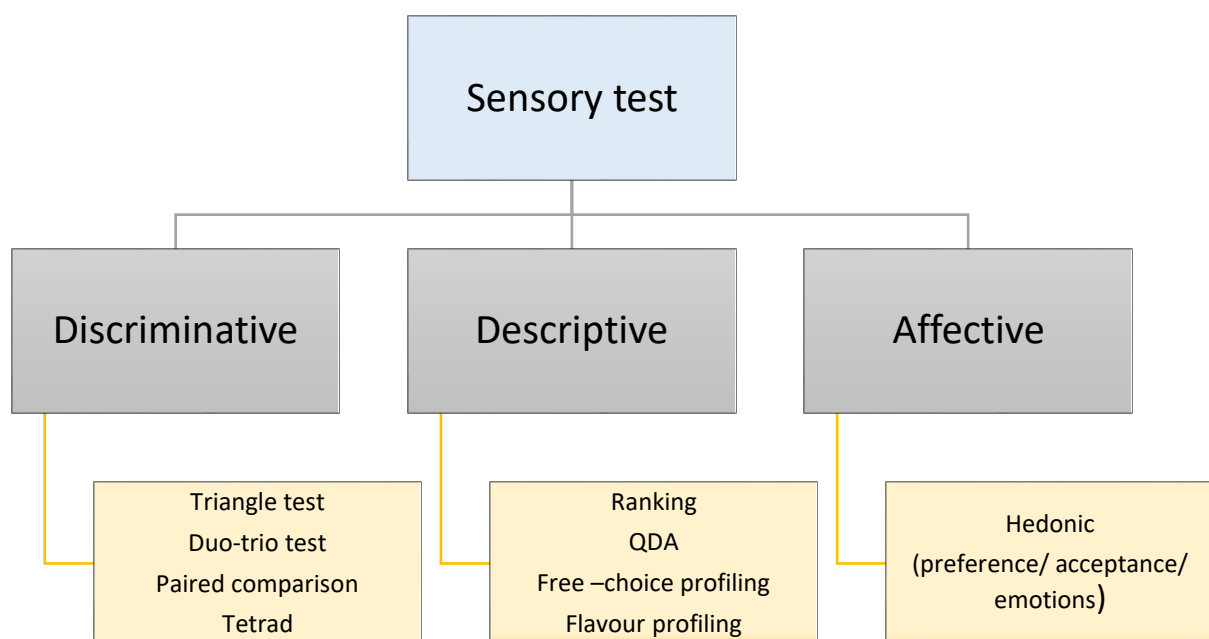 Sensory test
Discriminative
Descriptive
Affective
Triangle test
Duo-trio test
Paired comparison
Tetrad
Ranking
QDA
Free –choice profiling
Flavour profiling
Hedonic
(preference/ acceptance/
emotions)